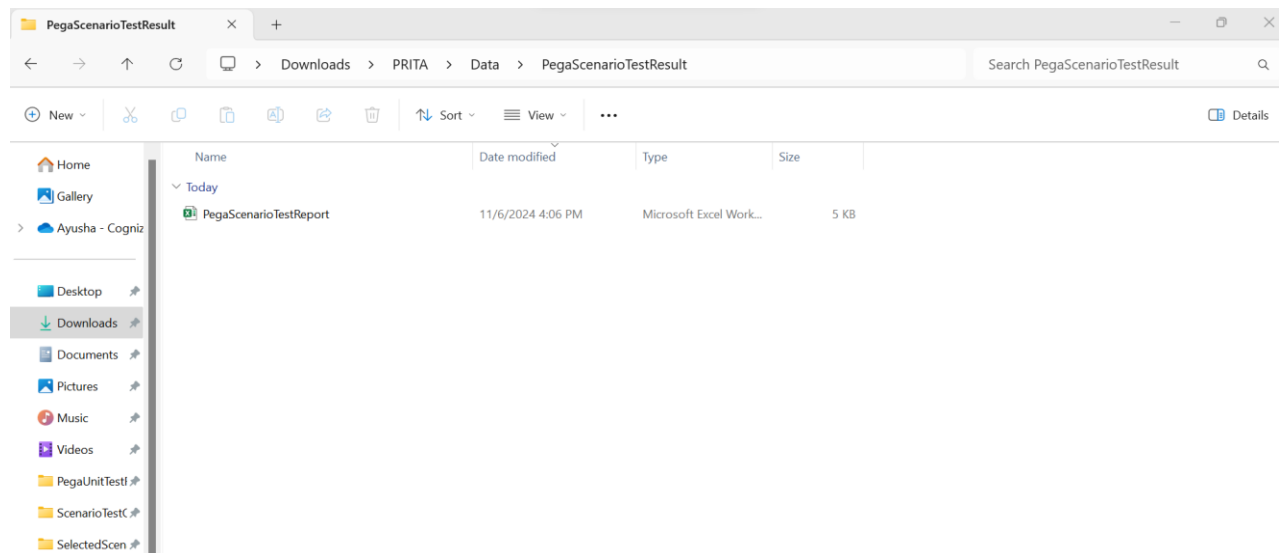 PegaScenarioTestResult
Downloads > PRITA > Data > PegaScenarioTestResult
Search PegaScenarioTestResult
New
Sort
View
Details
Home
Gallery
Ayusha - Cogniz
Desktop
Downloads
Documents
Pictures
Music
Videos
PegaUnitTestF
ScenarioTestC
SelectedScen
Name Date modified Type Size
Today
PegaScenarioTestReport 11/6/2024 4:06 PM Microsoft Excel Work... 5 KB